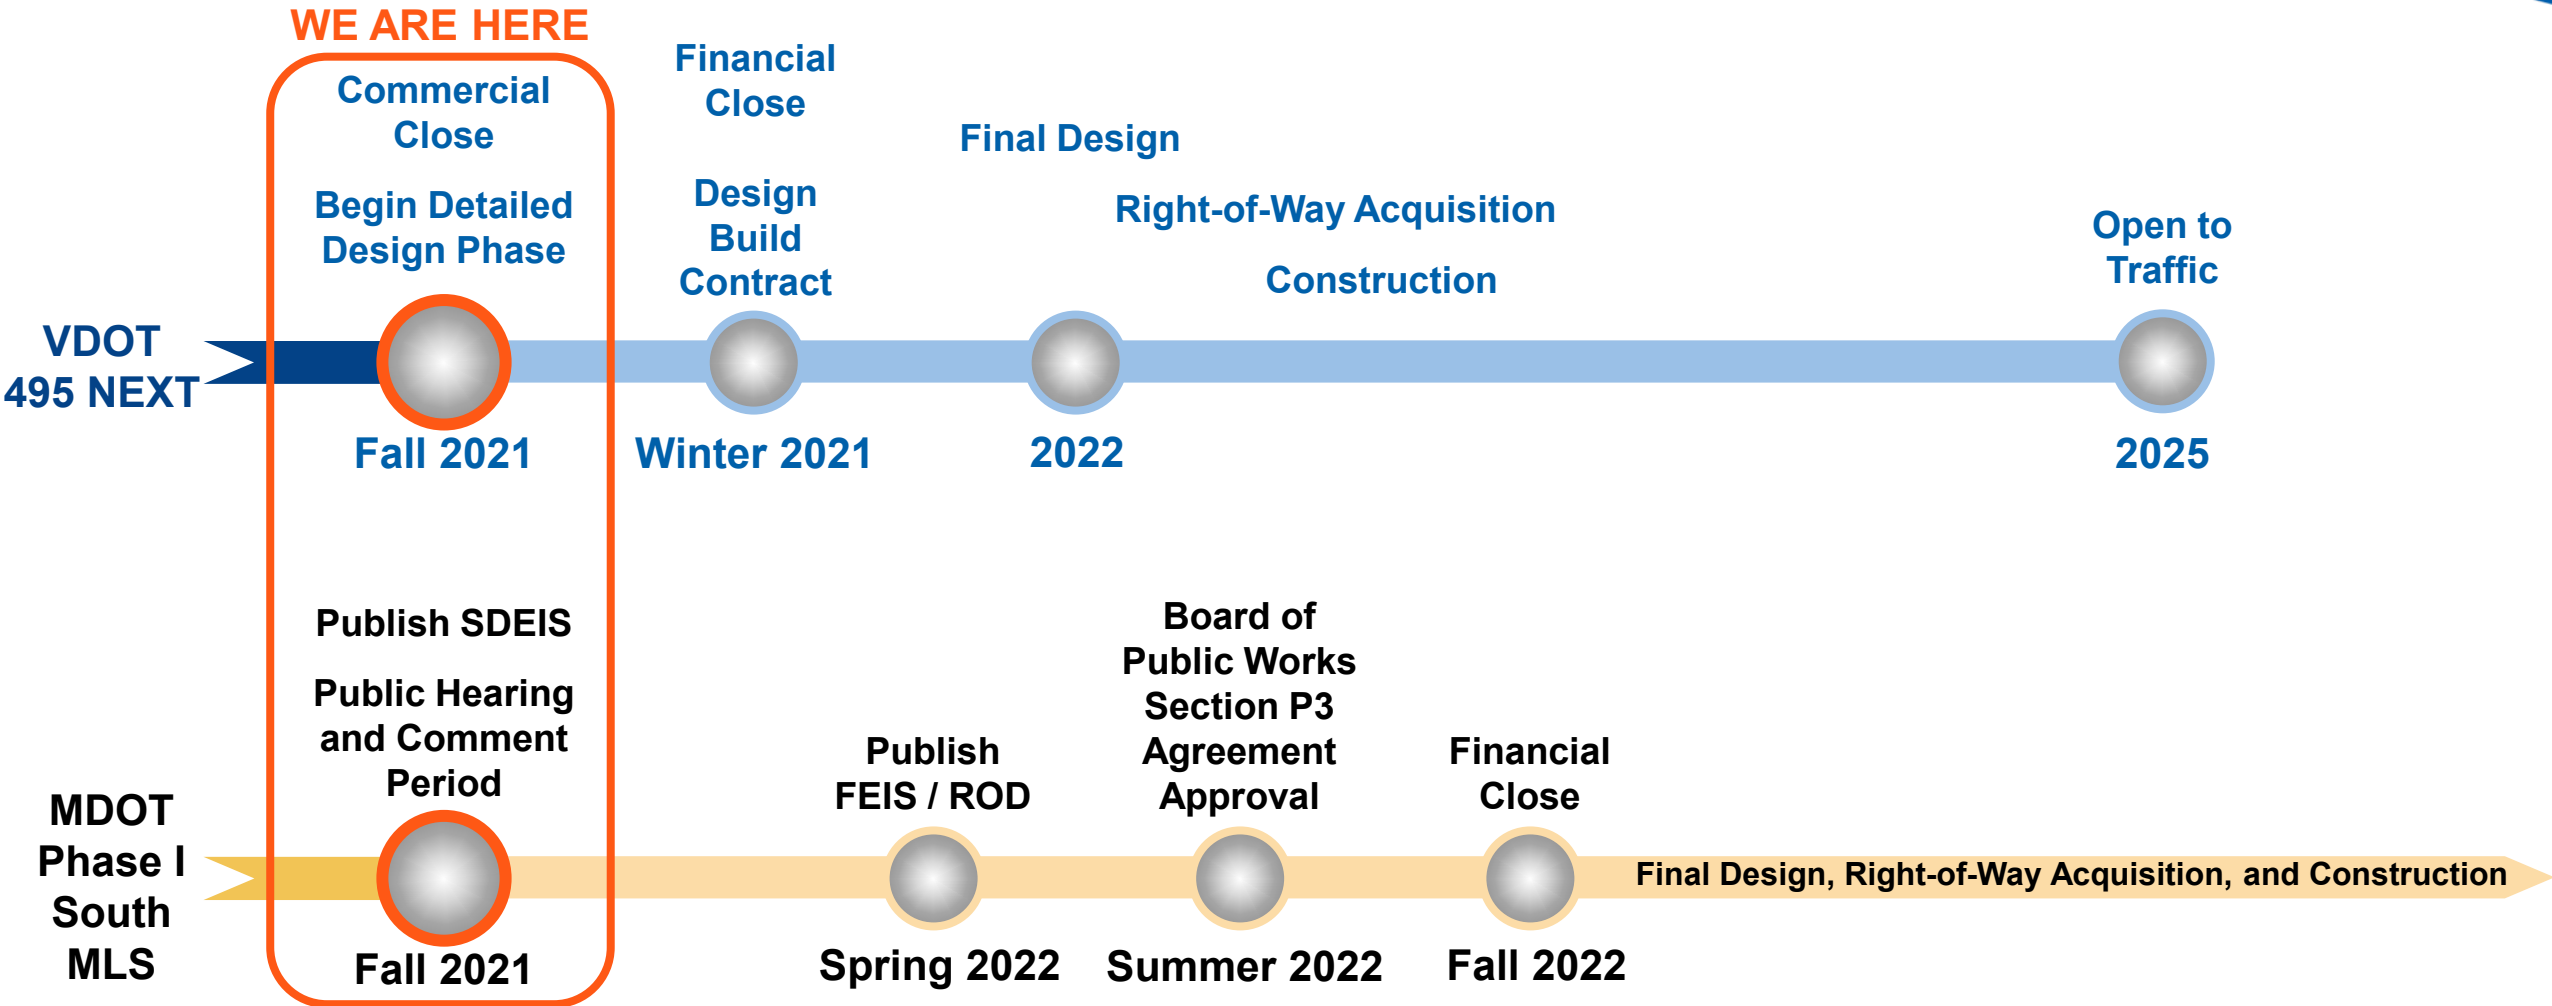 WE ARE HERE
Commercial
Close
Begin Detailed
Design Phase
Financial
Close
Design
Build
Contract
Final Design
Right-of-Way Acquisition
Construction
Open to
Traffic
VDOT
495 NEXT
Fall 2021
Winter 2021
2022
2025
Publish SDEIS
Public Hearing
and Comment
Period
Publish
FEIS / ROD
Board of
Public Works
Section P3
Agreement
Approval
Financial
Close
MDOT
Phase I
South
MLS
Final Design, Right-of-Way Acquisition, and Construction
Fall 2021
Spring 2022
Summer 2022
Fall 2022